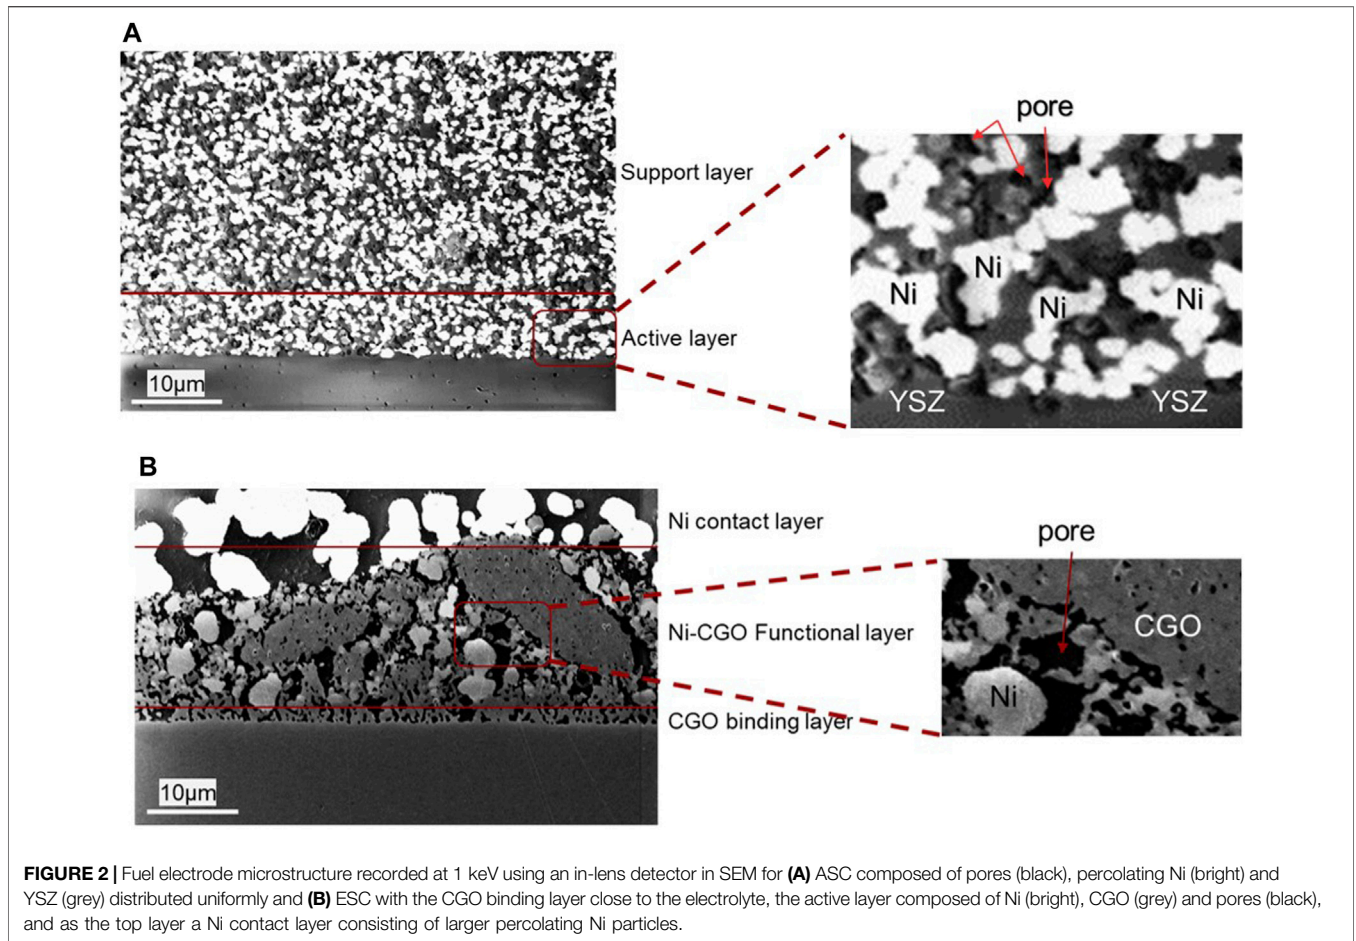 A
pore
Support layer
Ni
Ni
Ni
Ni
Active layer
10µm
YSZ
YSZ
B
Ni contact layer
pore
CGO
Ni-CGO Functional layer
Ni
CGO binding layer
10µm
FIGURE 2 | Fuel electrode microstructure recorded at 1 keV using an in-lens detector in SEM for (A) ASC composed of pores (black), percolating Ni (bright) and
YSZ (grey) distributed uniformly and (B) ESC with the CGO binding layer close to the electrolyte, the active layer composed of Ni (bright), CGO (grey) and pores (black),
and as the top layer a Ni contact layer consisting of larger percolating Ni particles.